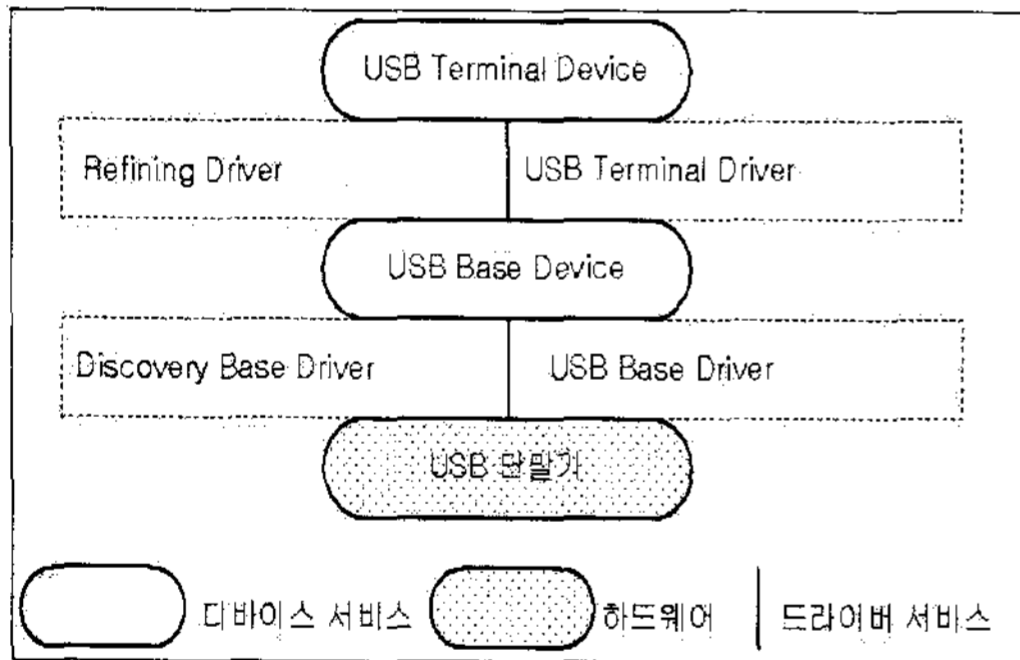 USB Terminal Device
Refining Driver
USB Terminal Driver
USB Base Device
Discovery Base Driver
USB Base Driver
USB 단말기
디바이스 서비스
하드웨어
드라이버 서비스